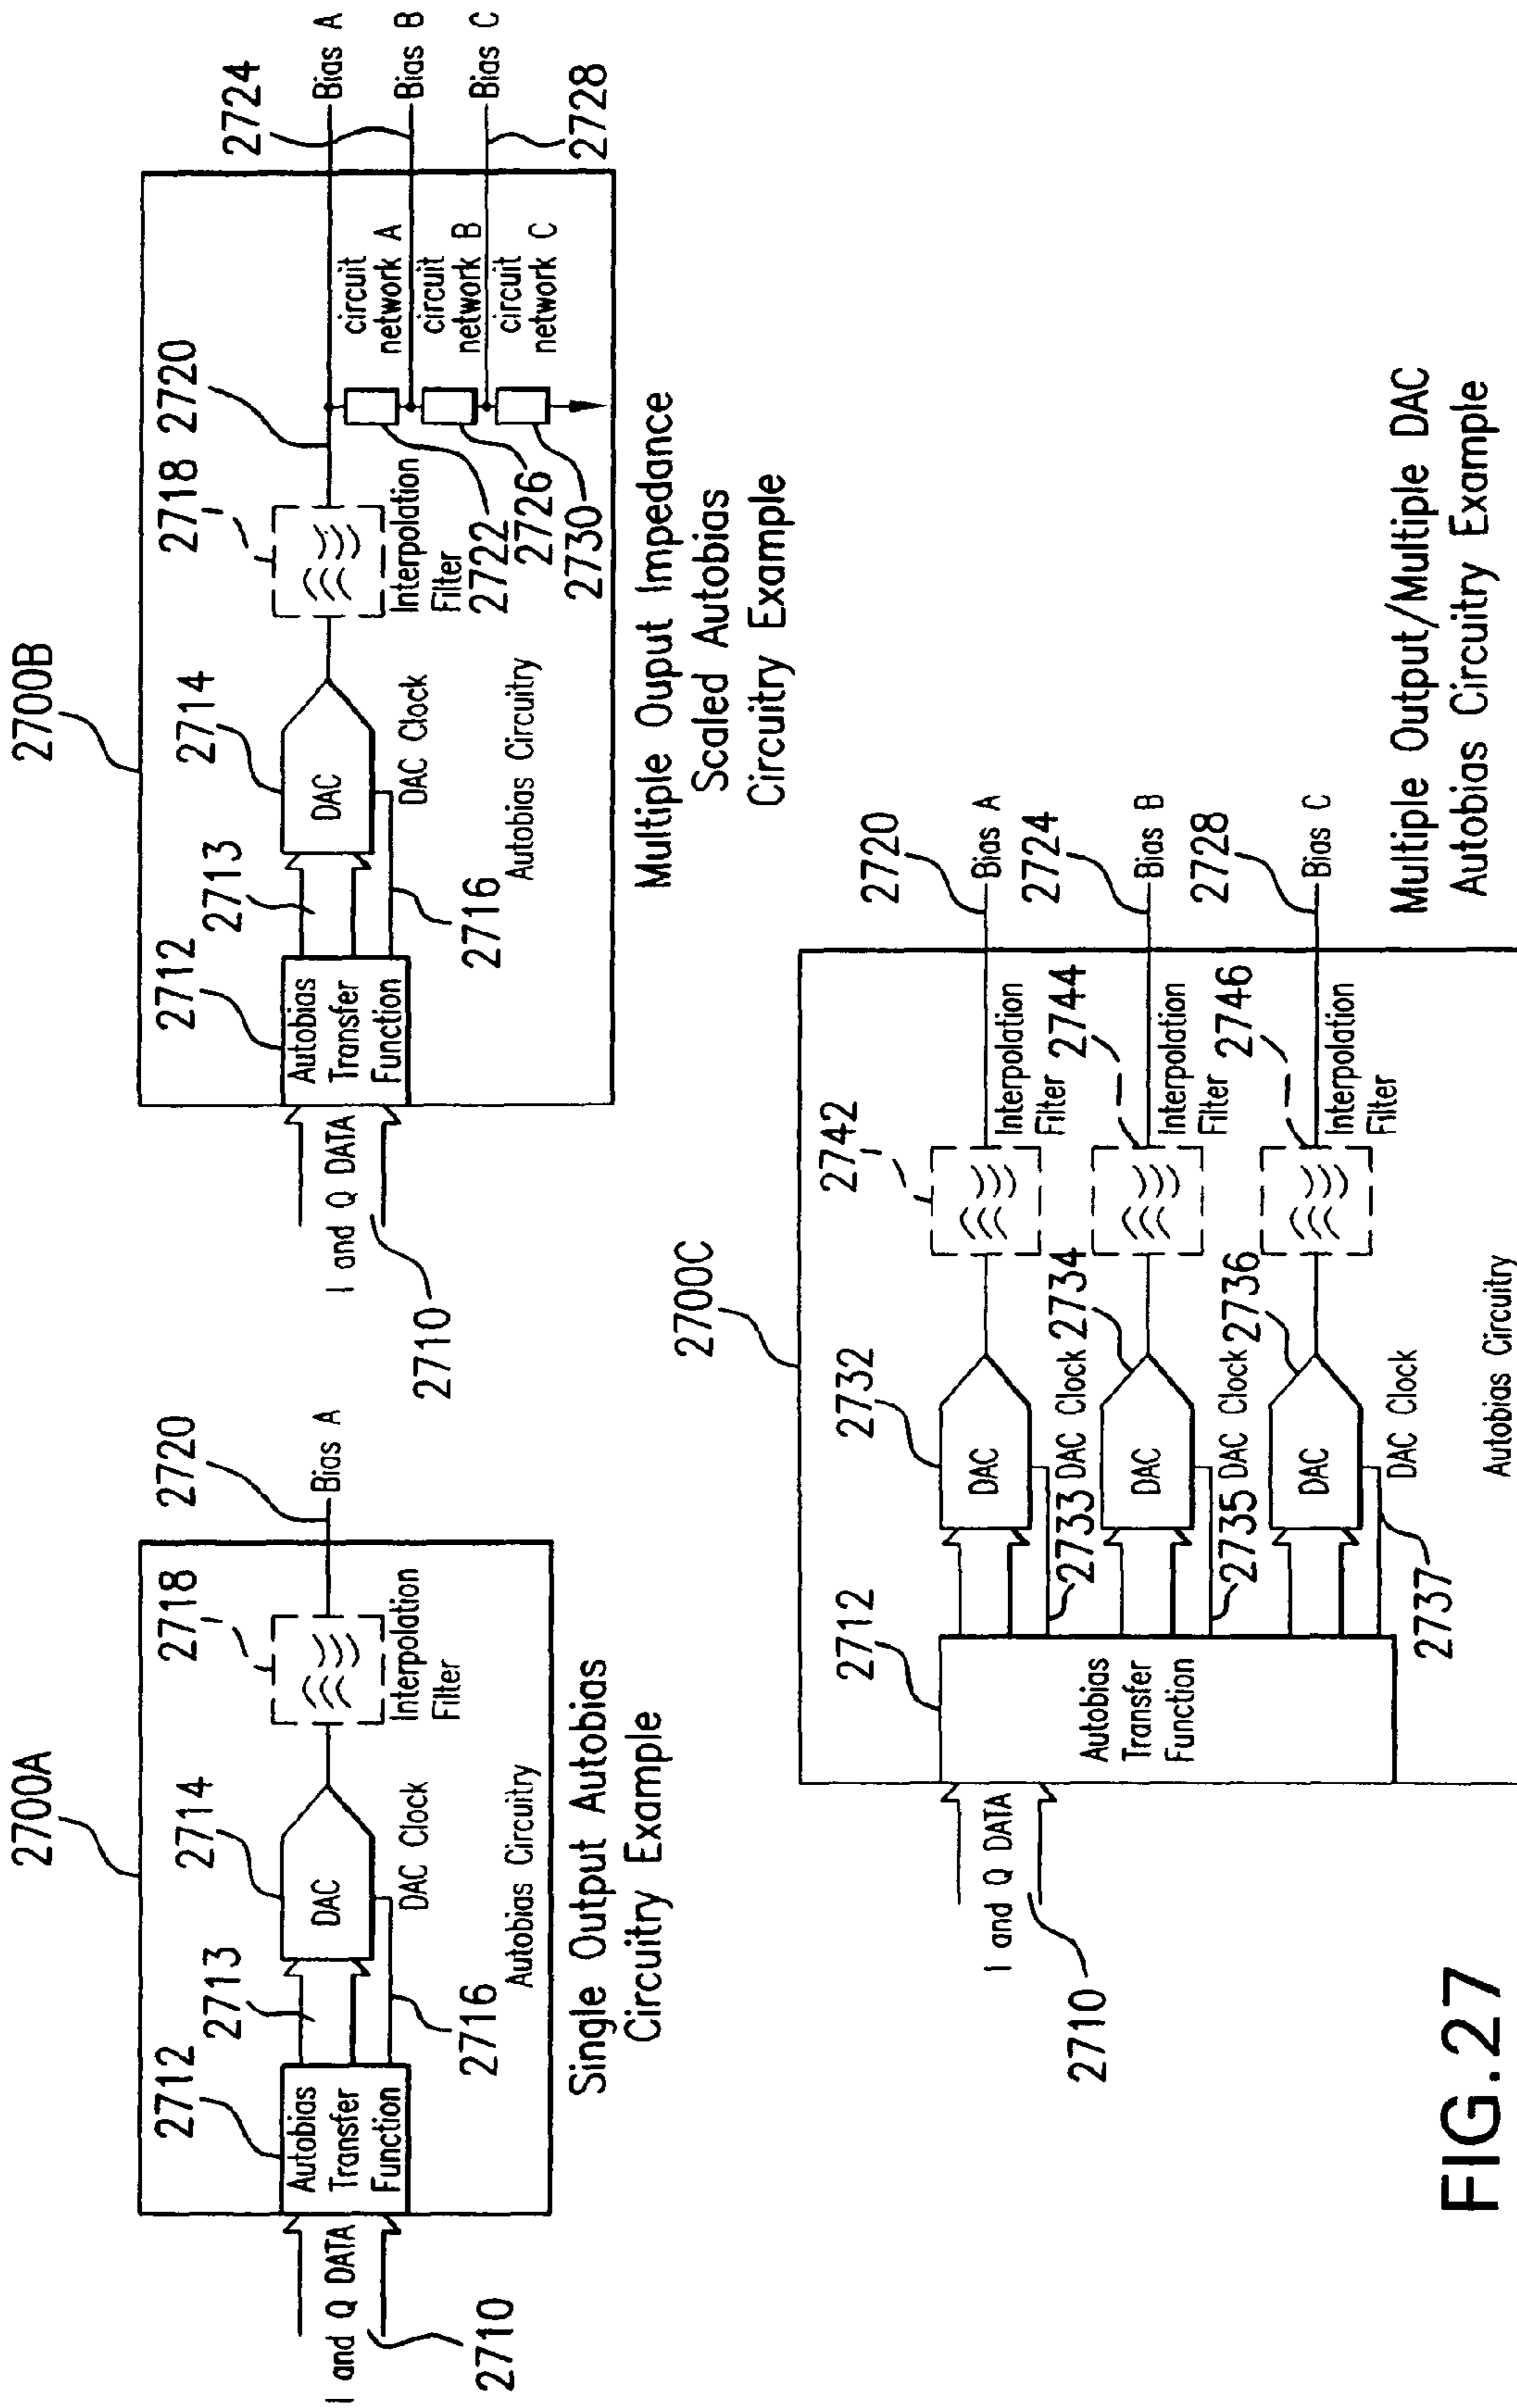 2700A
2712
2713
2714
2718
2720
I and Q DATA
Autobias
Transfer
Function
DAC
Bias A
DAC Clock
Interpolation
Filter
2710
2716
Autobias Circuitry
Single Output Autobias
Circuitry Example
2700B
2712
2713
2714
2718
2720
2724
I and Q DATA
Autobias
Transfer
Function
DAC
Bias A
circuit
network A
Bias B
circuit
network B
Bias C
circuit
network C
DAC Clock
Interpolation
Filter
2710
2716
2722
2726
2730
2728
Autobias Circuitry
Multiple Ouput Impedance
Scaled Autobias
Circuitry Example
2700C
2712
2732
2742
2720
I and Q DATA
DAC
Bias A
2733
DAC Clock
2734
Interpolation
Filter
2744
2724
2710
Autobias
Transfer
Function
DAC
Bias B
2735
DAC Clock
2736
Interpolation
Filter
2746
2728
DAC
Bias C
2737
DAC Clock
Interpolation
Filter
Autobias Circuitry
Multiple Output/Multiple DAC
Autobias Circuitry Example
FIG.27